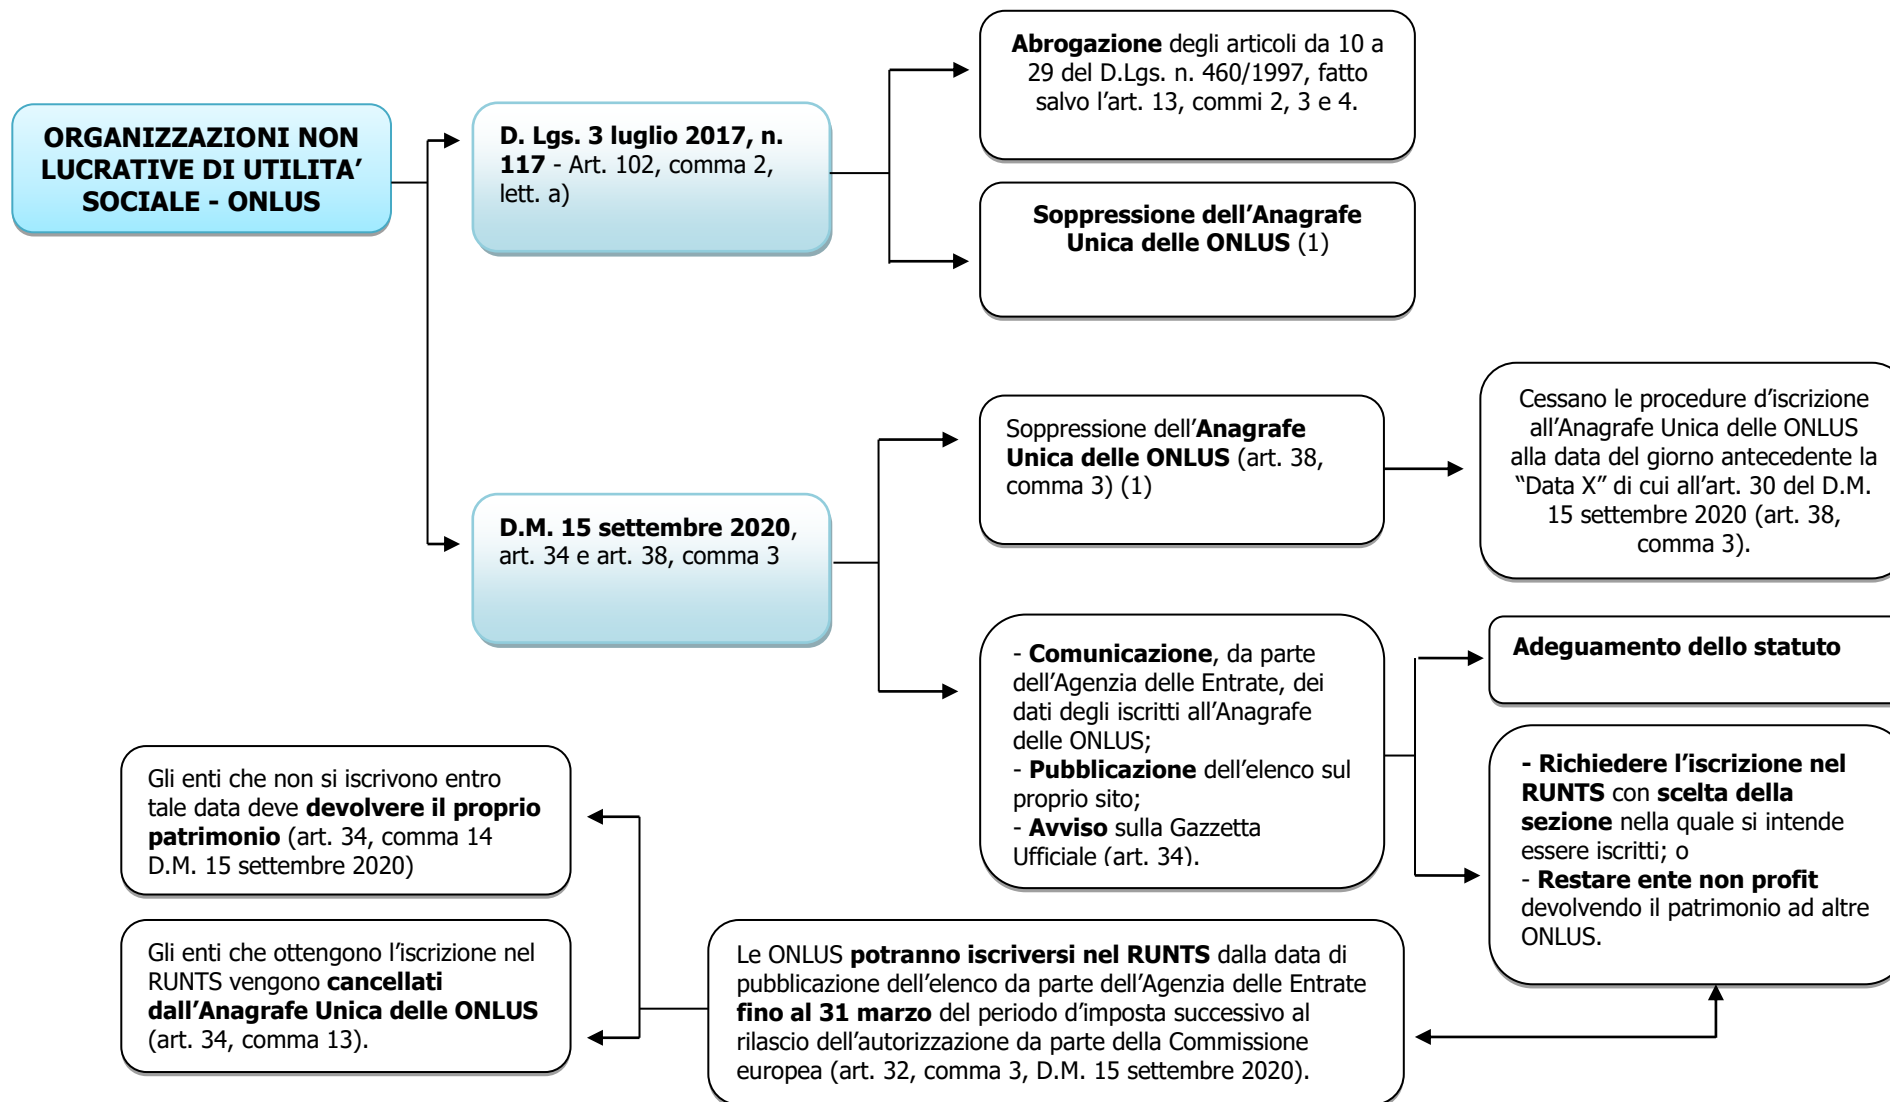 ORGANIZZAZIONI NON
LUCRATIVE DI UTILITA’
SOCIALE - ONLUS
D. Lgs. 3 luglio 2017, n.
117 - Art. 102, comma 2,
lett. a)
Abrogazione degli articoli da 10 a
29 del D.Lgs. n. 460/1997, fatto
salvo l’art. 13, commi 2, 3 e 4.
Soppressione dell’Anagrafe
Unica delle ONLUS (1)
D.M. 15 settembre 2020,
art. 34 e art. 38, comma 3
Soppressione dell’Anagrafe
Unica delle ONLUS (art. 38,
comma 3) (1)
Cessano le procedure d’iscrizione
all’Anagrafe Unica delle ONLUS
alla data del giorno antecedente la
“Data X” di cui all’art. 30 del D.M.
15 settembre 2020 (art. 38,
comma 3).
- Comunicazione, da parte
dell’Agenzia delle Entrate, dei
dati degli iscritti all’Anagrafe
delle ONLUS;
- Pubblicazione dell’elenco sul
proprio sito;
- Avviso sulla Gazzetta
Ufficiale (art. 34).
Adeguamento dello statuto
- Richiedere l’iscrizione nel
RUNTS con scelta della
sezione nella quale si intende
essere iscritti; o
- Restare ente non profit
devolvendo il patrimonio ad altre
ONLUS.
Le ONLUS potranno iscriversi nel RUNTS dalla data di
pubblicazione dell’elenco da parte dell’Agenzia delle Entrate
fino al 31 marzo del periodo d’imposta successivo al
rilascio dell’autorizzazione da parte della Commissione
europea (art. 32, comma 3, D.M. 15 settembre 2020).
Gli enti che non si iscrivono entro
tale data deve devolvere il proprio
patrimonio (art. 34, comma 14
D.M. 15 settembre 2020)
Gli enti che ottengono l’iscrizione nel
RUNTS vengono cancellati
dall’Anagrafe Unica delle ONLUS
(art. 34, comma 13).